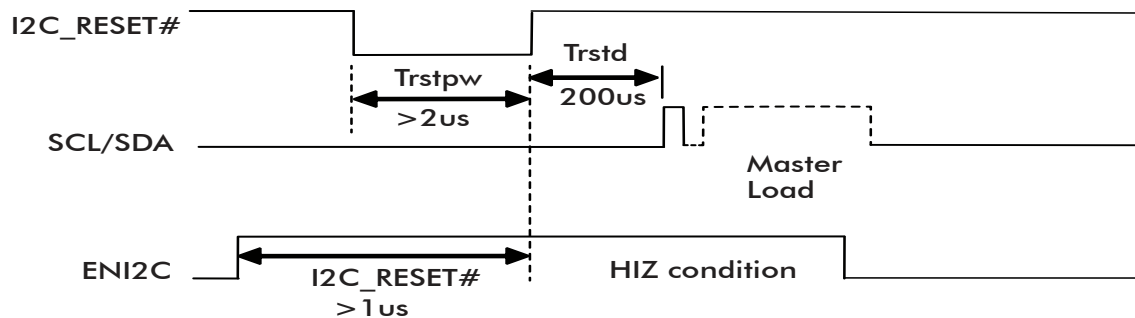 I2C_RESET#
Trstpw
>2us
Trstd
200us
SCL/SDA
Master
Load
ENI2C
I2C_RESET#
>1us
HIZ condition